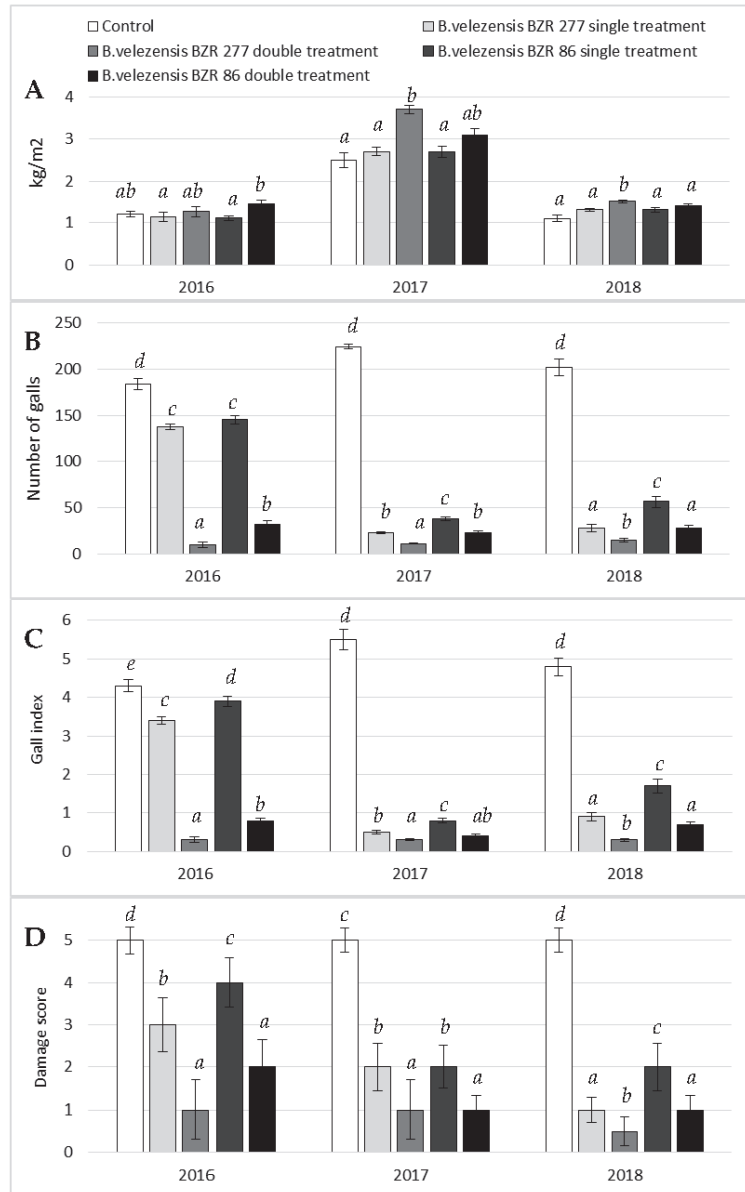 Control B.velezensis BZR 277 single treatment
B.velezensis BZR 277 double treatment B.velezensis BZR 86 single treatment
B.velezensis BZR 86 double treatment
A
kg/m2
4
3
2
1
0
ab a ab a b
a a b a ab
a a b a a
2016 2017 2018
B
Number of galls
250
200
150
100
50
0
d c a c b
d b a c b
d a b c a
2016 2017 2018
C
Gall index
6
5
4
3
2
1
0
e c a d b
d b a c ab
d a b c a
2016 2017 2018
D
Damage score
5
4
3
2
1
0
d b a c a
c b a b a
d a b c a
2016 2017 2018